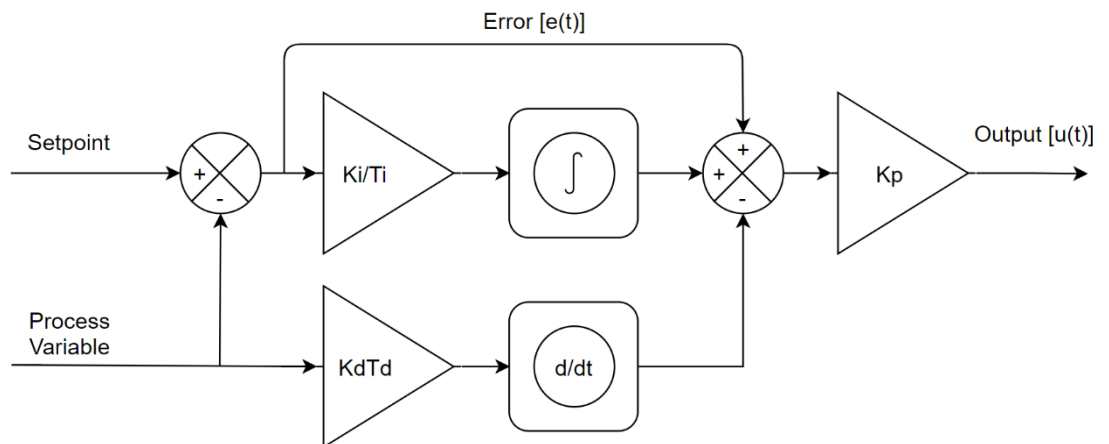 Error [e(t)]
Setpoint
+
-
Ki/Ti
∫
+
+
-
Kp
Output [u(t)]
Process
Variable
KdTd
d/dt